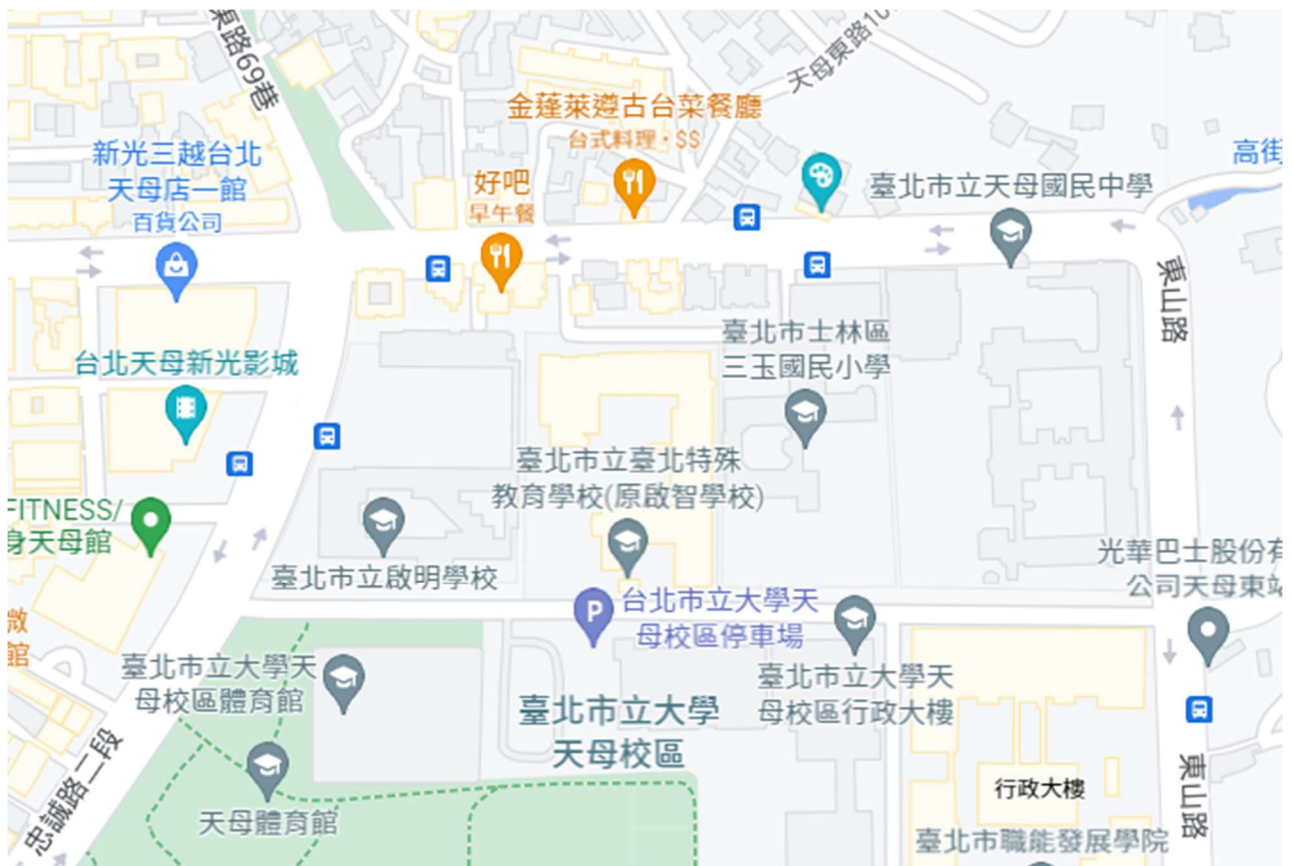 東路69巷
天母東路10
金蓬萊遵古台菜餐廳
台式料理・$$
新光三越台北
天母店一館
百貨公司
好吧
早午餐
臺北市立天母國民中學
高街
東山路
臺北市士林區
三玉國民小學
台北天母新光影城
臺北市立臺北特殊
教育學校(原啟智學校)
FITNESS/
身天母館
臺北市立啟明學校
光華巴士股份有
公司天母東站
P
台北市立大學天
母校區停車場
微
館
臺北市立大學天
母校區體育館
臺北市立大學天
母校區行政大樓
臺北市立大學
天母校區
忠誠路二段
天母體育館
行政大樓
東山路
臺北市職能發展學院